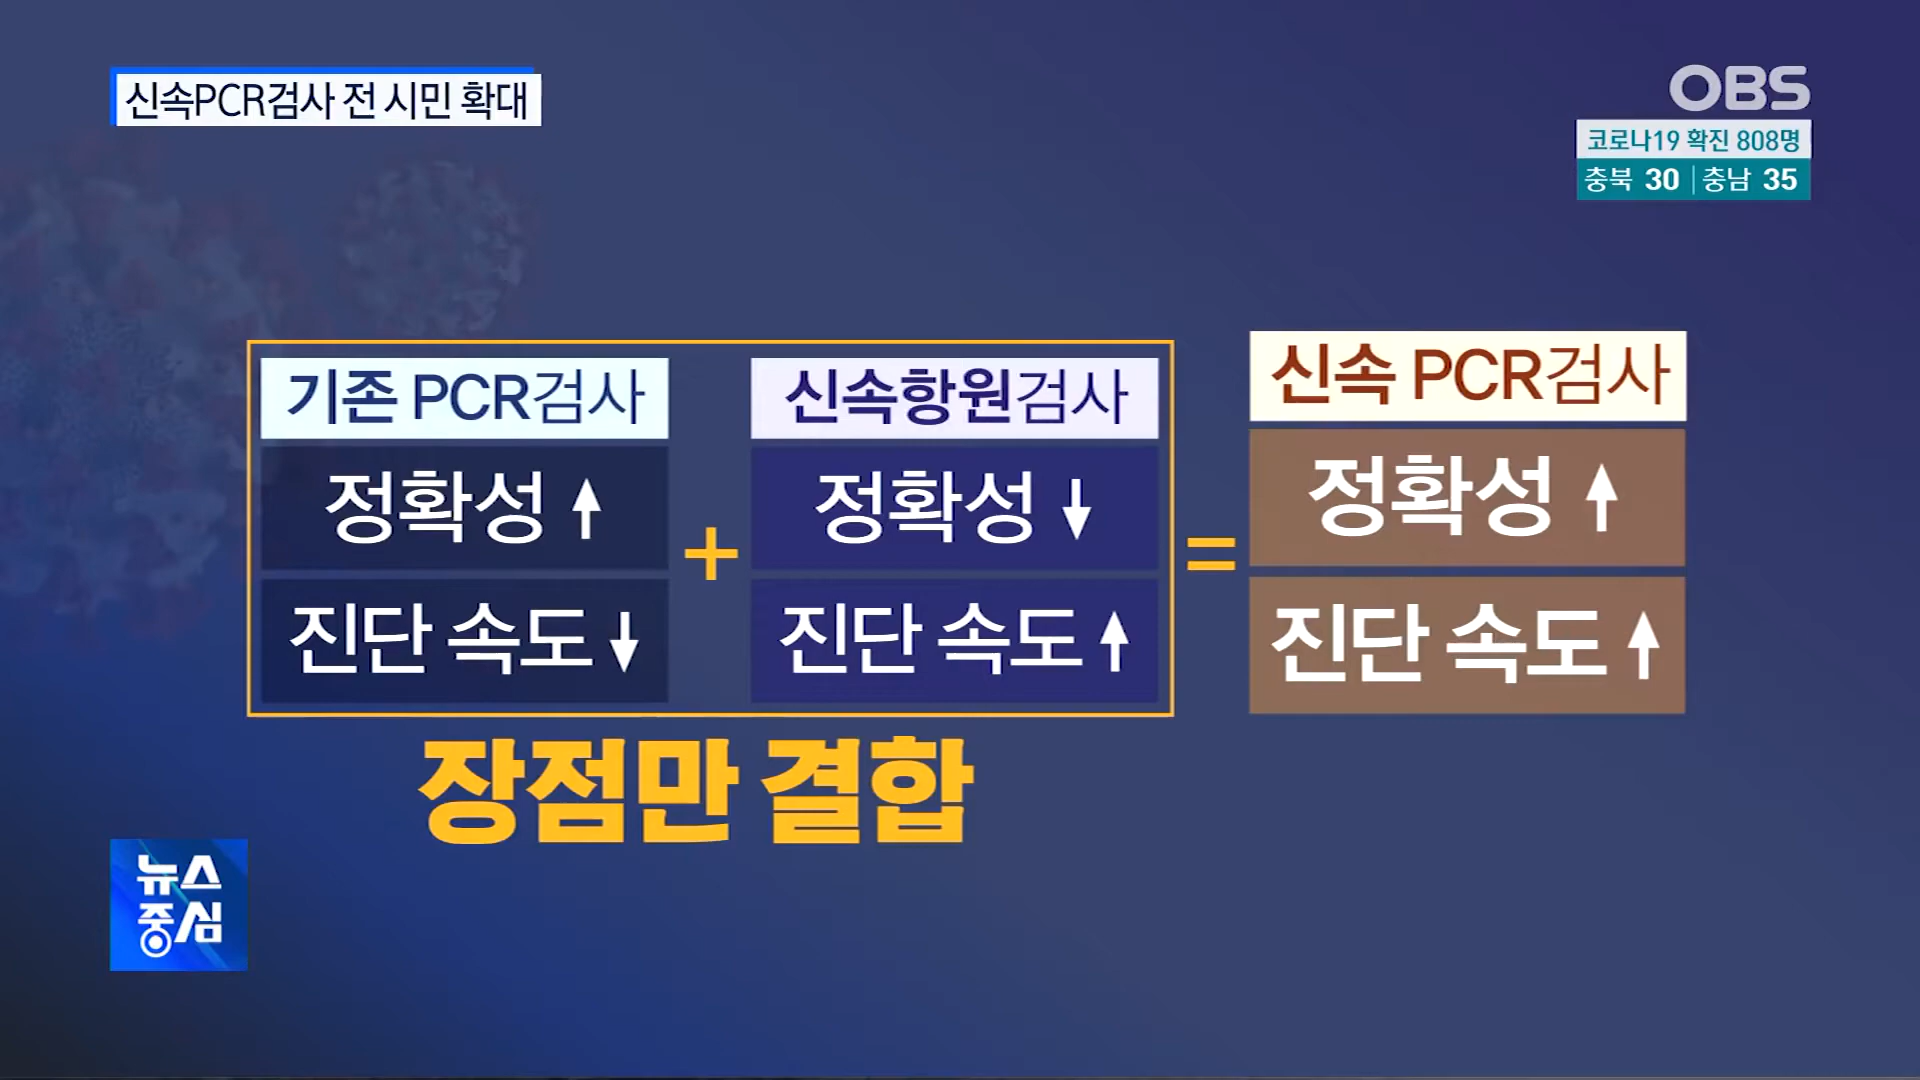 신속PCR검사 전 시민 확대
OBS
코로나19 확진 808명
충북 30 | 충남 35
기존 PCR검사
정확성 ↑
진단 속도 ↓
+
신속항원검사
정확성 ↓
진단 속도 ↑
=
신속 PCR검사
정확성 ↑
진단 속도 ↑
장점만 결합
뉴스
중심